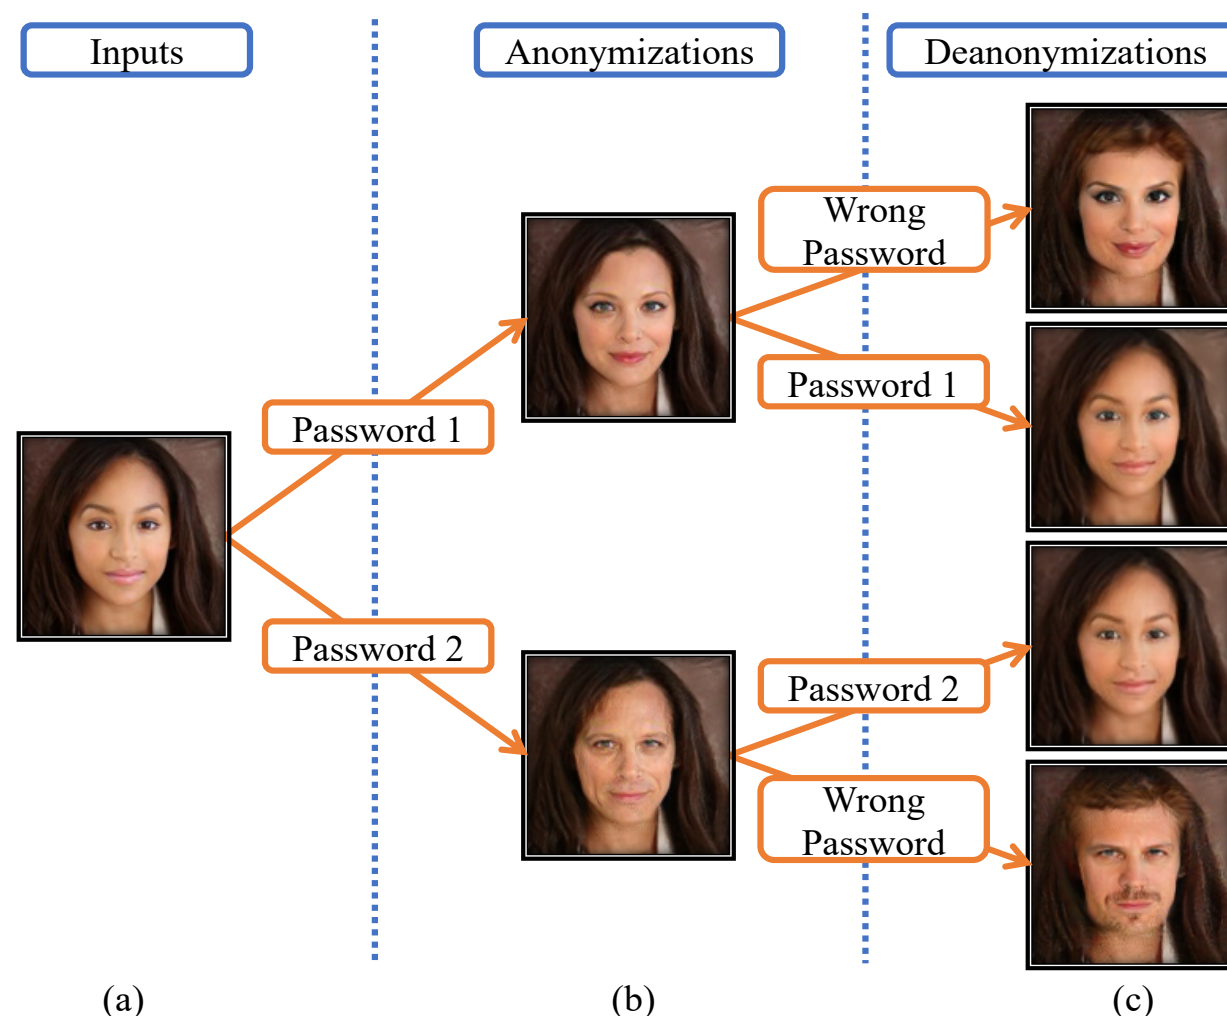 Inputs
Anonymizations
Deanonymizations
Wrong
Password
Password 1
Password 1
Password 2
Password 2
Wrong
Password
(a)
(b)
(c)